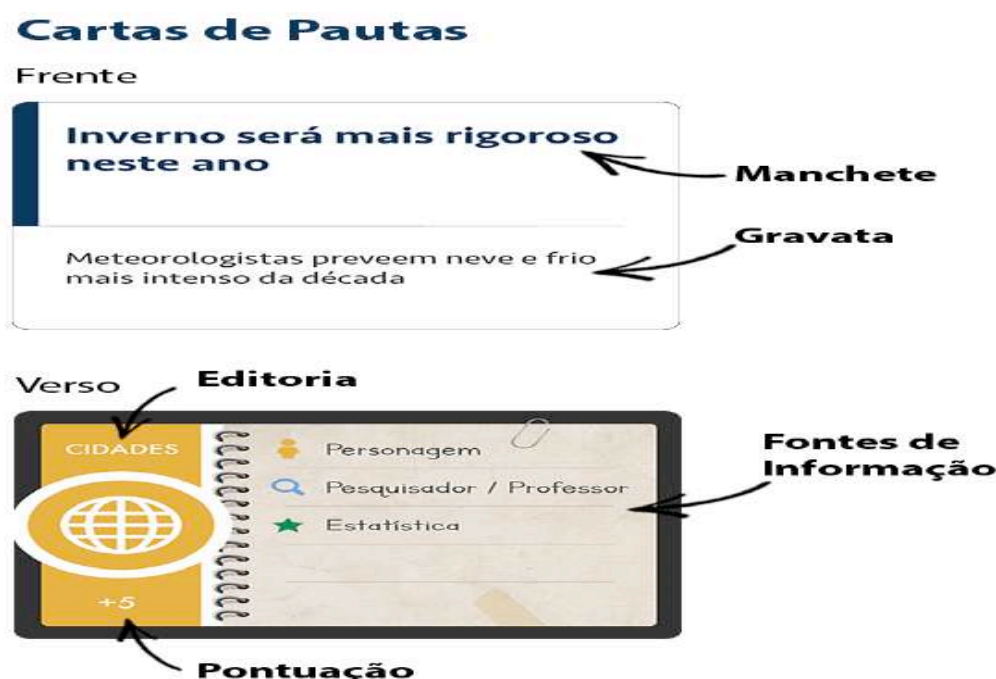 Cartas de Pautas
Frente
Inverno será mais rigoroso
neste ano
Manchete
Gravata
Meteorologistas preveem neve e frio
mais intenso da década
Verso
Editoria
CIDADES
Personagem
Pesquisador / Professor
Estatística
Fontes de
Informação
+5
Pontuação